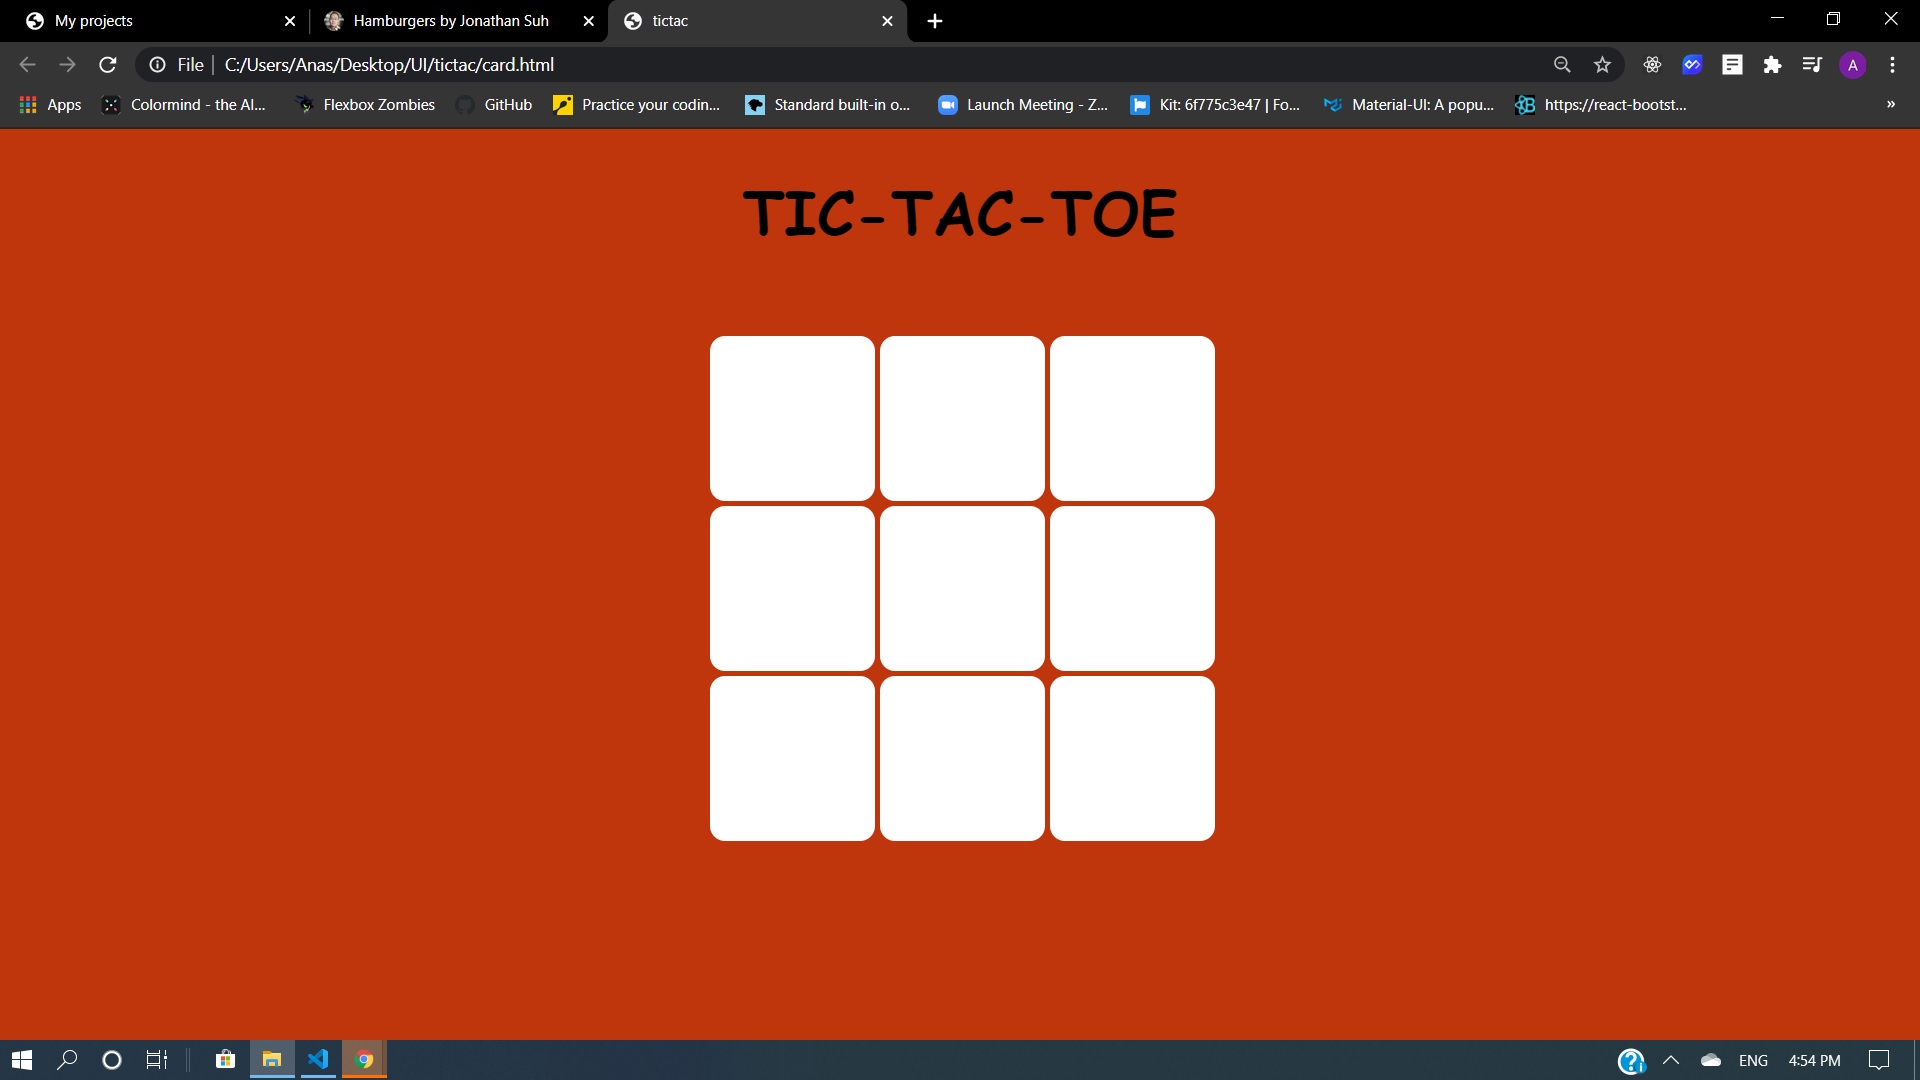 My projects
Hamburgers by Jonathan Suh
tictac
File
C:/Users/Anas/Desktop/UI/tictac/card.html
A
Apps
Colormind - the AI...
Flexbox Zombies
GitHub
Practice your codin...
Standard built-in o...
Launch Meeting - Z...
Kit: 6f775c3e47 | Fo...
Material-UI: A popu...
https://react-bootst...
»
TIC-TAC-TOE
ENG
4:54 PM